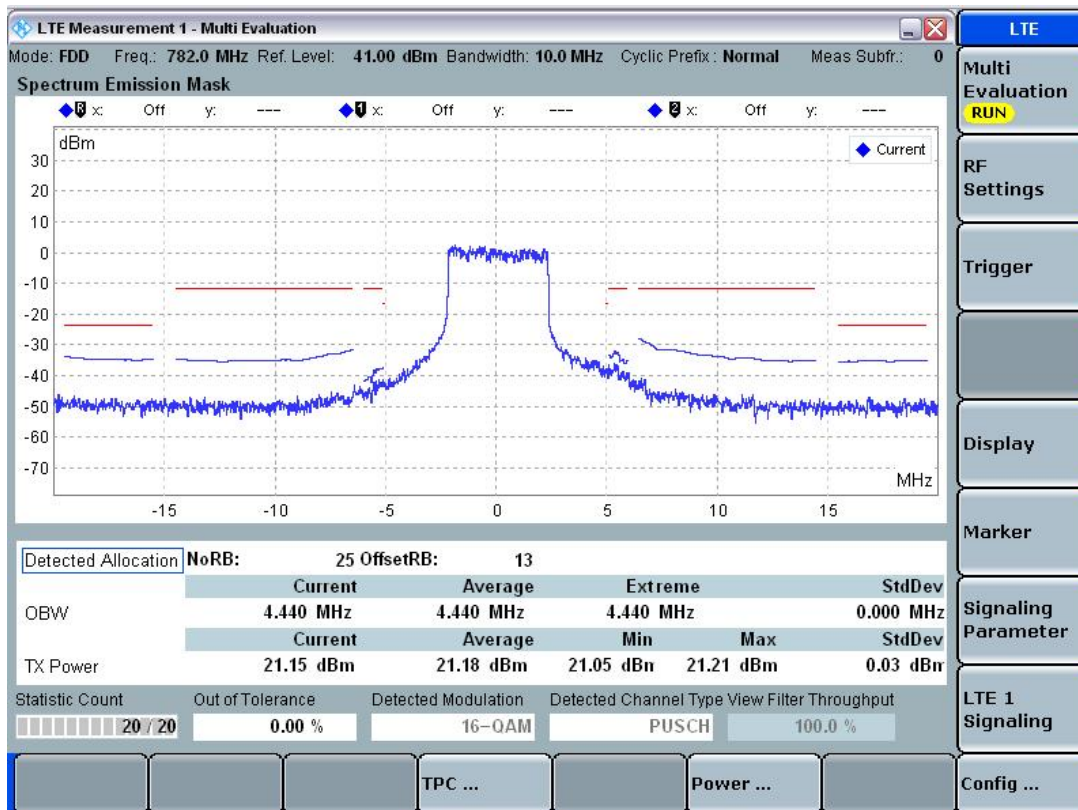 LTE Measurement 1 - Multi Evaluation
LTE
Mode: FDD Freq.: 782.0 MHz Ref. Level: 41.00 dBm Bandwidth: 10.0 MHz Cyclic Prefix: Normal Meas Subfr.: 0
Spectrum Emission Mask
R x: Off y: --- 1 x: Off y: --- 2 x: Off y: ---
dBm
Current
30
20
10
0
-10
-20
-30
-40
-50
-60
-70
MHz
-15 -10 -5 0 5 10 15
Detected Allocation NoRB: 25 OffsetRB: 13
Current Average Extreme StdDev
OBW 4.440 MHz 4.440 MHz 4.440 MHz 0.000 MHz
Current Average Min Max StdDev
TX Power 21.15 dBm 21.18 dBm 21.05 dBm 21.21 dBm 0.03 dBm
Statistic Count Out of Tolerance Detected Modulation Detected Channel Type View Filter Throughput
20 / 20 0.00 % 16-QAM PUSCH 100.0 %
Multi
Evaluation
RUN
RF
Settings
Trigger
Display
Marker
Signaling
Parameter
LTE 1
Signaling
TPC ... Power ... Config ...